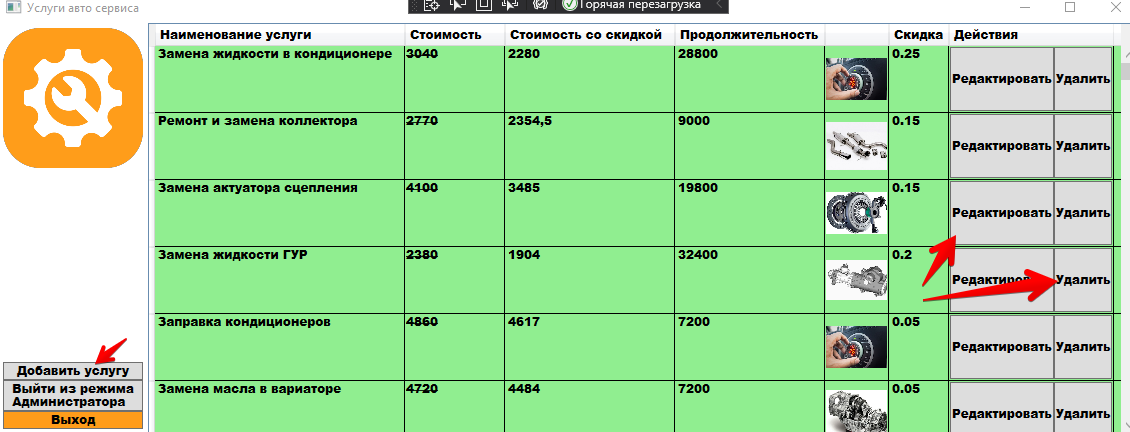 Услуги авто сервиса
Горячая перезагрузка
Наименование услуги Стоимость Стоимость со скидкой Продолжительность Скидка Действия
Замена жидкости в кондиционере 3040 2280 28800 0.25 Редактировать Удалить
Ремонт и замена коллектора 2770 2354,5 9000 0.15 Редактировать Удалить
Замена актуатора сцепления 4100 3485 19800 0.15 Редактировать Удалить
Замена жидкости ГУР 2380 1904 32400 0.2 Редактировать Удалить
Заправка кондиционеров 4860 4617 7200 0.05 Редактировать Удалить
Замена масла в вариаторе 4720 4484 7200 0.05 Редактировать Удалить
Добавить услугу
Выйти из режима
Администратора
Выход